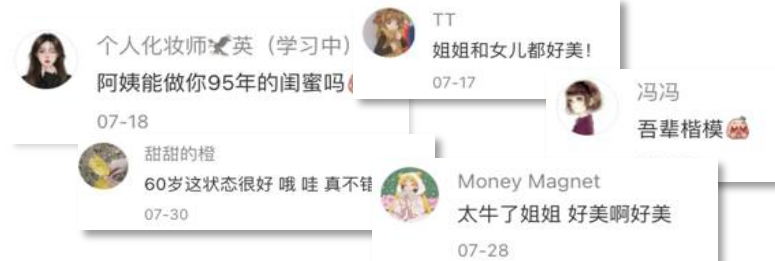 个人化妆师🦅英（学习中）
阿姨能做你95年的闺蜜吗
07-18
TT
姐姐和女儿都好美！
07-17
冯冯
吾辈楷模
甜甜的橙
60岁这状态很好 哦 哇 真不错
07-30
Money Magnet
太牛了姐姐 好美啊好美
07-28